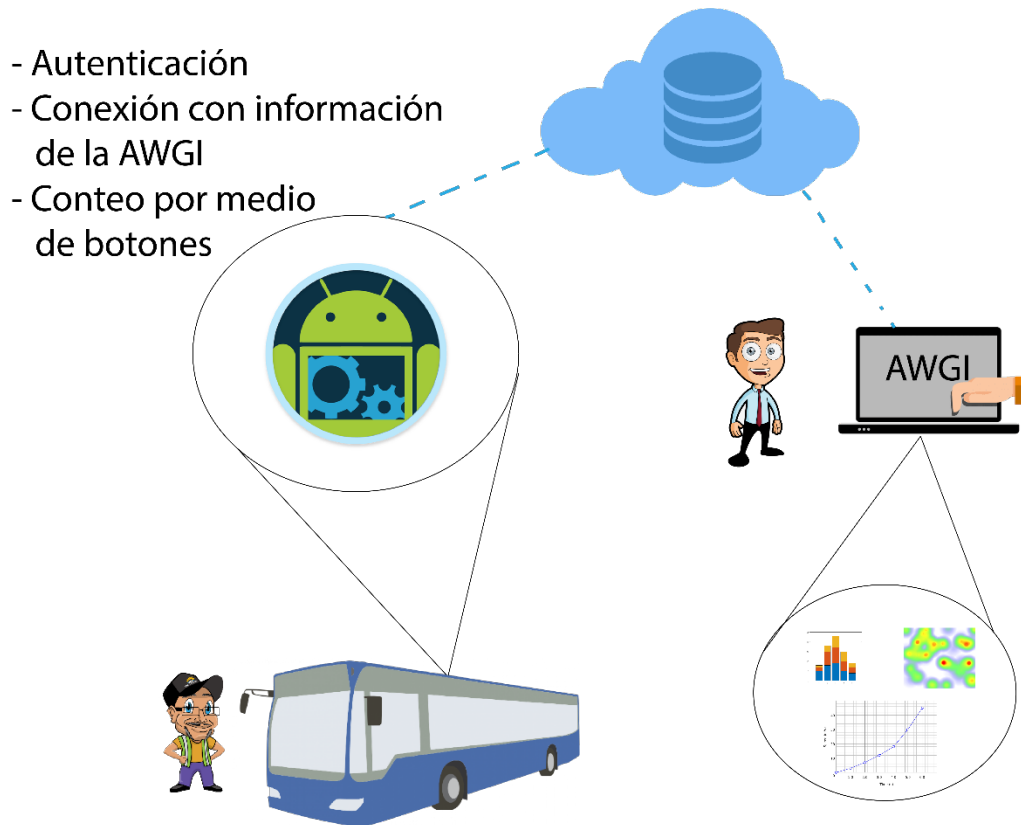 - Autenticación
- Conexión con información
de la AWGI
- Conteo por medio
de botones
AWGI